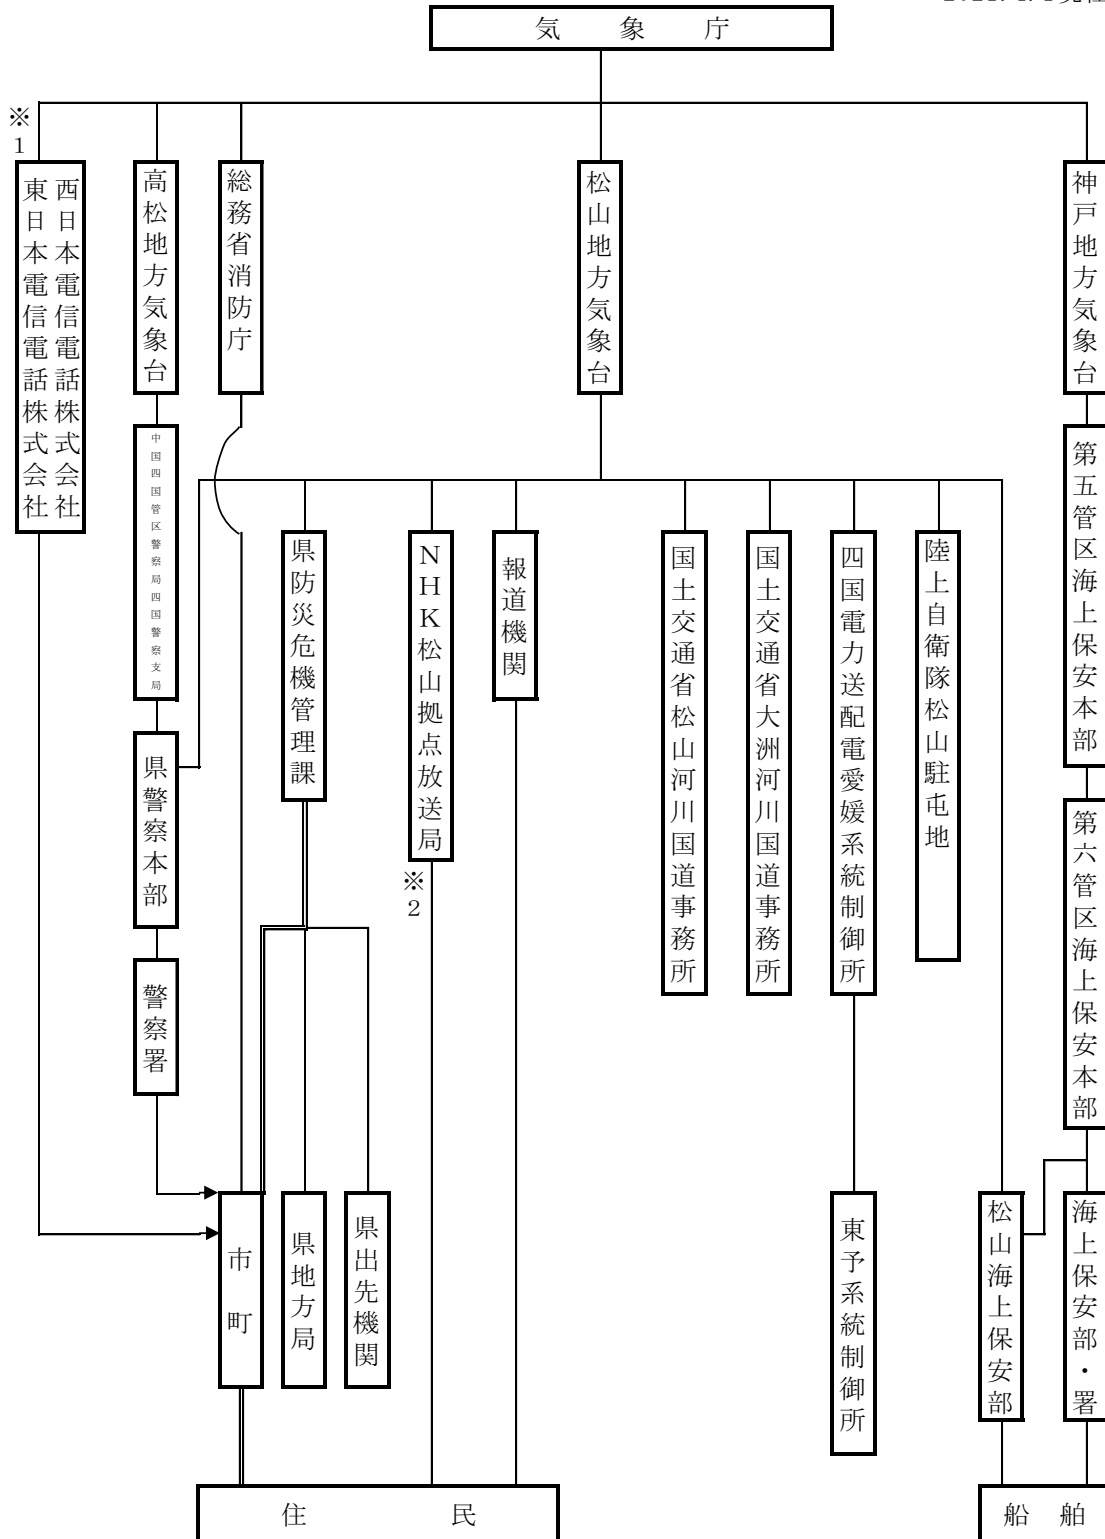 気象庁
※1
東日本電信電話株式会社
西日本電信電話株式会社
高松地方気象台
総務省消防庁
松山地方気象台
神戸地方気象台
中国四国管区警察局四国警察支局
第五管区海上保安本部
県防災危機管理課
NHK松山拠点放送局
※2
報道機関
国土交通省松山河川国道事務所
国土交通省大洲河川国道事務所
四国電力送配電愛媛系統制御所
陸上自衛隊松山駐屯地
県警察本部
第六管区海上保安本部
警察署
市町
県地方局
県出先機関
東予系統制御所
松山海上保安部
海上保安部・署
住民
船舶